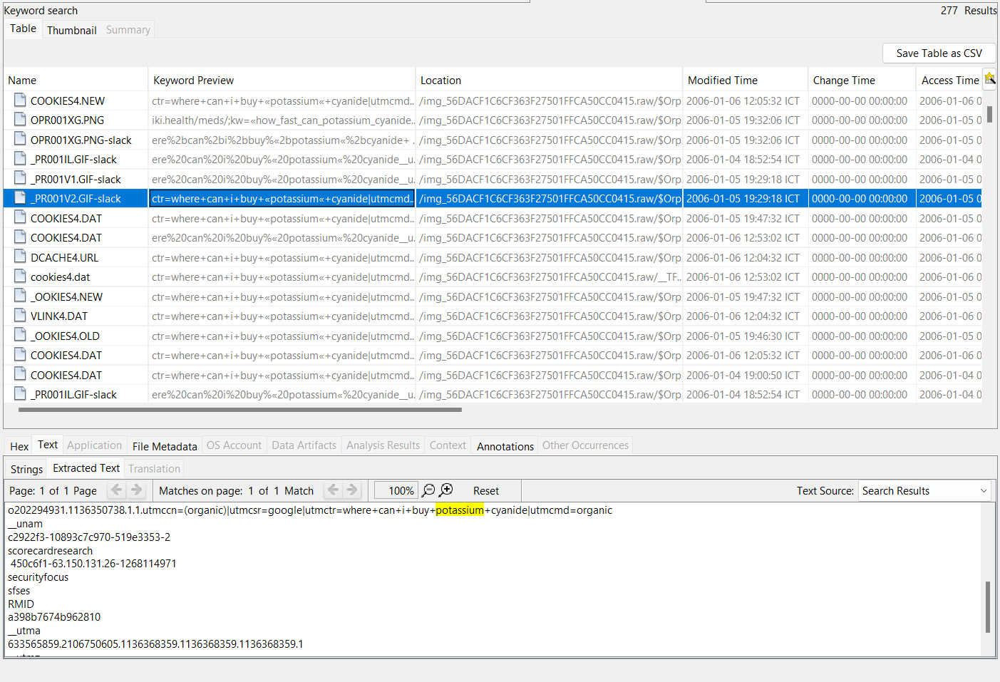 Keyword search 277 Results
Table Thumbnail Summary
Save Table as CSV
Name Keyword Preview Location Modified Time Change Time Access Time
COOKIES4.NEW ctr=where+can+i+buy+«potassium«+cyanide|utmcmd.. /img_56DACF1C6CF363F27501FFCA50CC0415.raw/$Orp 2006-01-06 12:05:32 ICT 0000-00-00 00:00:00 2006-01-06 0
OPR001XG.PNG iki.health/meds/;kw=«how_fast_can_potassium_cyanide.. /img_56DACF1C6CF363F27501FFCA50CC0415.raw/$Orp 2006-01-05 19:32:06 ICT 0000-00-00 00:00:00 2006-01-05 0
OPR001XG.PNG-slack ere%2bcan%2bi%2bbuy%«2bpotassium«%2bcyanide+ . /img_56DACF1C6CF363F27501FFCA50CC0415.raw/$Orp 2006-01-05 19:32:06 ICT 0000-00-00 00:00:00 2006-01-05 0
_PR001IL.GIF-slack ere%20can%20i%20buy%«20potassium«%20cyanide__u. /img_56DACF1C6CF363F27501FFCA50CC0415.raw/$Orp 2006-01-04 18:52:54 ICT 0000-00-00 00:00:00 2006-01-04 0
_PR001V1.GIF-slack ere%20can%20i%20buy%«20potassium«%20cyanide__u. /img_56DACF1C6CF363F27501FFCA50CC0415.raw/$Orp 2006-01-05 19:29:18 ICT 0000-00-00 00:00:00 2006-01-05 0
_PR001V2.GIF-slack ctr=where+can+i+buy+«potassium«+cyanide|utmcmd.. /img_56DACF1C6CF363F27501FFCA50CC0415.raw/$Orp 2006-01-05 19:29:18 ICT 0000-00-00 00:00:00 2006-01-05 0
COOKIES4.DAT ctr=where+can+i+buy+«potassium«+cyanide|utmcmd.. /img_56DACF1C6CF363F27501FFCA50CC0415.raw/$Orp 2006-01-05 19:47:32 ICT 0000-00-00 00:00:00 2006-01-05 0
COOKIES4.DAT ere%20can%20i%20buy%«20potassium«%20cyanide__u. /img_56DACF1C6CF363F27501FFCA50CC0415.raw/$Orp 2006-01-06 12:53:02 ICT 0000-00-00 00:00:00 2006-01-06 0
DCACHE4.URL ctr=where+can+i+buy+«potassium«+cyanide|utmcmd.. /img_56DACF1C6CF363F27501FFCA50CC0415.raw/$Orp 2006-01-06 12:04:32 ICT 0000-00-00 00:00:00 2006-01-06 0
cookies4.dat ctr=where+can+i+buy+«potassium«+cyanide|utmcmd.. /img_56DACF1C6CF363F27501FFCA50CC0415.raw/__TF.. 2006-01-06 12:53:02 ICT 0000-00-00 00:00:00 2006-01-06 0
_OOKIES4.NEW ctr=where+can+i+buy+«potassium«+cyanide|utmcmd.. /img_56DACF1C6CF363F27501FFCA50CC0415.raw/$Orp 2006-01-05 19:47:32 ICT 0000-00-00 00:00:00 2006-01-05 0
VLINK4.DAT ctr=where+can+i+buy+«potassium«+cyanide|utmcmd.. /img_56DACF1C6CF363F27501FFCA50CC0415.raw/$Orp 2006-01-06 12:04:32 ICT 0000-00-00 00:00:00 2006-01-06 0
_OOKIES4.OLD ctr=where+can+i+buy+«potassium«+cyanide|utmcmd.. /img_56DACF1C6CF363F27501FFCA50CC0415.raw/$Orp 2006-01-05 19:46:30 ICT 0000-00-00 00:00:00 2006-01-05 0
COOKIES4.DAT ctr=where+can+i+buy+«potassium«+cyanide|utmcmd.. /img_56DACF1C6CF363F27501FFCA50CC0415.raw/$Orp 2006-01-06 12:05:32 ICT 0000-00-00 00:00:00 2006-01-06 0
COOKIES4.DAT ctr=where+can+i+buy+«potassium«+cyanide|utmcmd.. /img_56DACF1C6CF363F27501FFCA50CC0415.raw/$Orp 2006-01-04 19:00:50 ICT 0000-00-00 00:00:00 2006-01-04 0
_PR001IL.GIF-slack ere%20can%20i%20buy%«20potassium«%20cyanide__u. /img_56DACF1C6CF363F27501FFCA50CC0415.raw/$Orp 2006-01-04 18:52:54 ICT 0000-00-00 00:00:00 2006-01-04 0
Hex Text Application File Metadata OS Account Data Artifacts Analysis Results Context Annotations Other Occurrences
Strings Extracted Text Translation
Page: 1 of 1 Page Matches on page: 1 of 1 Match 100% Reset Text Source: Search Results
o202294931.1136350738.1.1.utmccn=(organic)|utmcsr=google|utmctr=where+can+i+buy+potassium+cyanide|utmcmd=organic
__unam
c2922f3-10893c7c970-519e3353-2
scorecardresearch
450c6f1-63.150.131.26-1268114971
securityfocus
sfses
RMID
a398b7674b962810
__utma
633565859.2106750605.1136368359.1136368359.1136368359.1